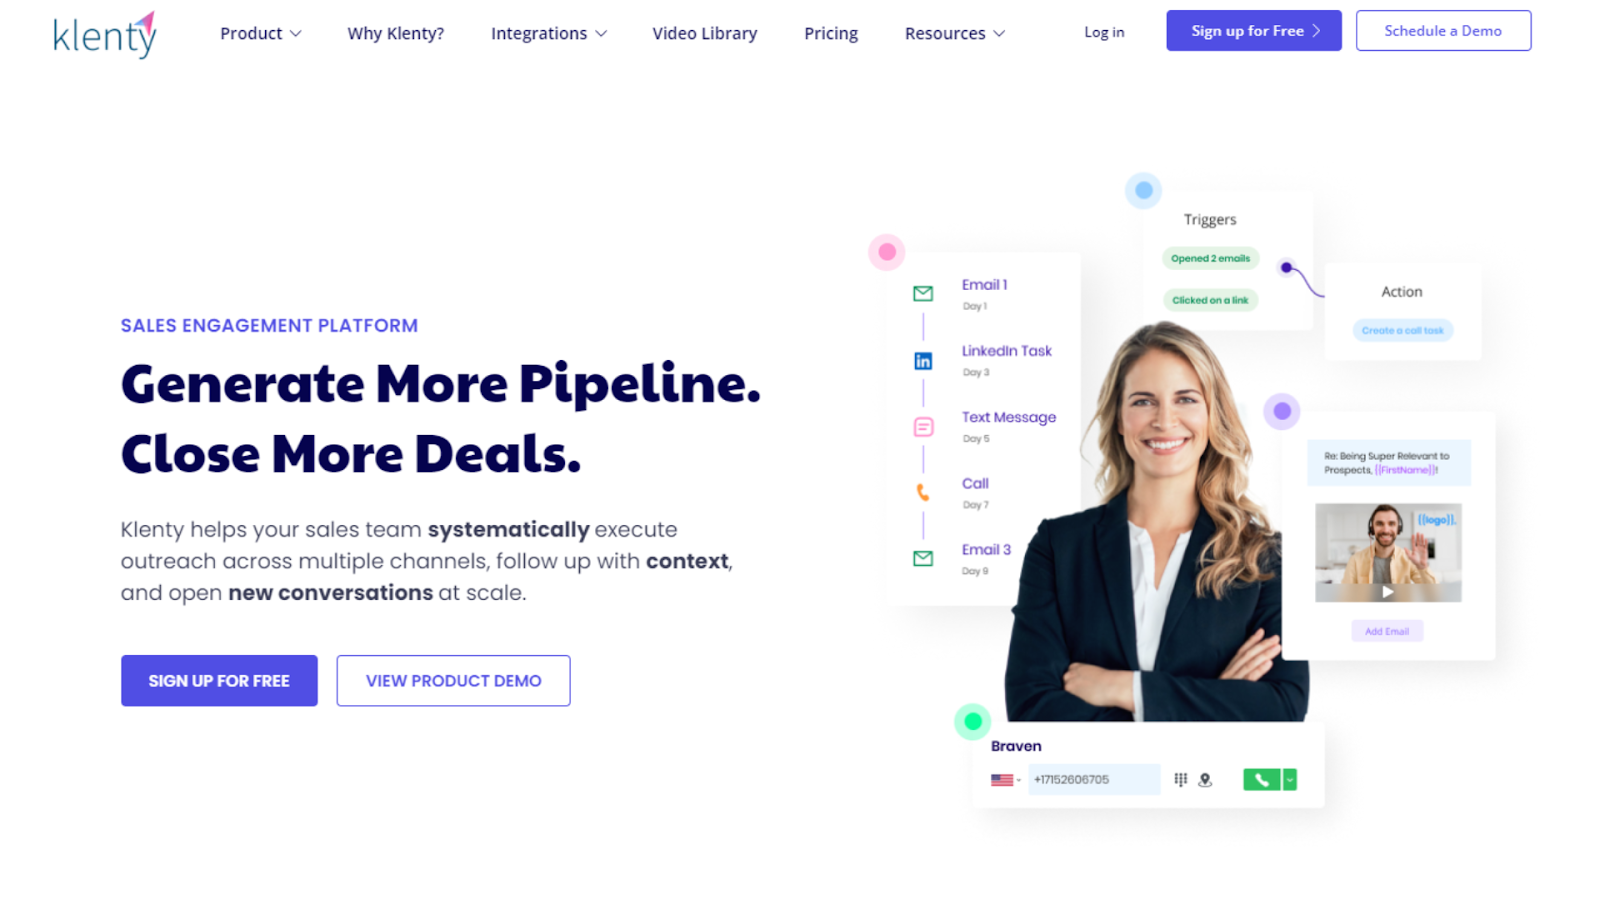 klenty
Product
Why Klenty?
Integrations
Video Library
Pricing
Resources
Log in
Sign up for Free
Schedule a Demo
SALES ENGAGEMENT PLATFORM
Generate More Pipeline.
Close More Deals.
Klenty helps your sales team systematically execute
outreach across multiple channels, follow up with context,
and open new conversations at scale.
SIGN UP FOR FREE
VIEW PRODUCT DEMO
Email 1
Day 1
LinkedIn Task
Day 3
Text Message
Day 5
Call
Day 7
Email 3
Day 9
Triggers
Opened 2 emails
Clicked on a link
Action
Create a call task
Re: Being Super Relevant to
Prospects, {{FirstName}}!
{{logo}}.
Add Email
Braven
+17152606705
in